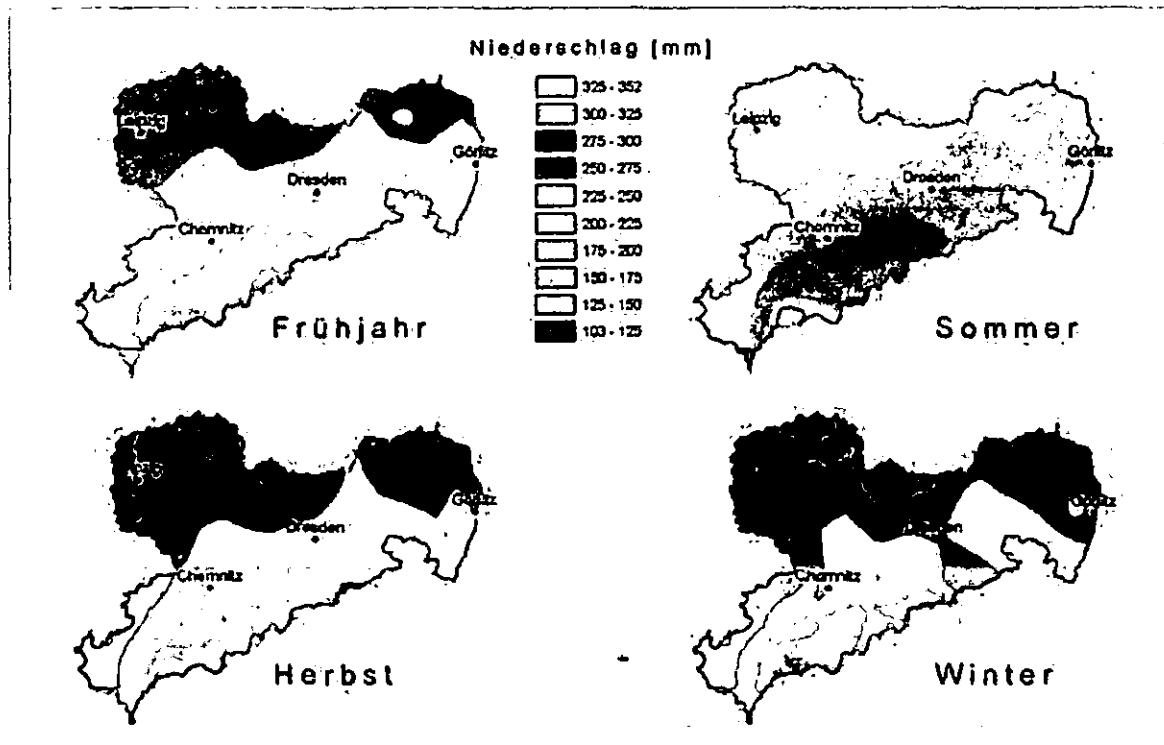 Niederschlag [mm]
325 - 352
300 - 325
275 - 300
250 - 275
225 - 250
200 - 225
175 - 200
150 - 175
125 - 150
103 - 125
Leipzig
Görlitz
Dresden
Chemnitz
Frühjahr
Leipzig
Görlitz
Dresden
Chemnitz
Sommer
Görlitz
Dresden
Chemnitz
Herbst
Görlitz
Dresden
Chemnitz
Winter